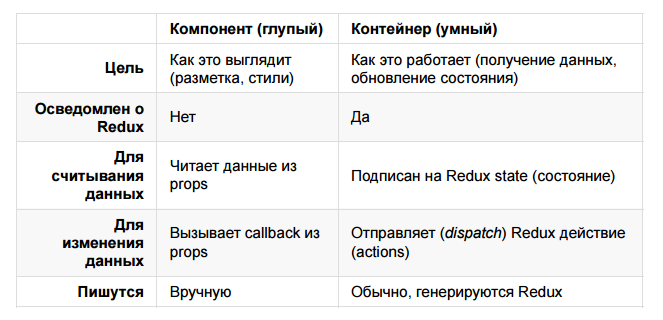 Компонент (глупый) Контейнер (умный)
Цель Как это выглядит Как это работает (получение данных,
(разметка, стили) обновление состояния)
Осведомлен о
Redux Нет Да
Для
считывания
данных Читает данные из
props Подписан на Redux state (состояние)
Для
изменения
данных Вызывает callback из
props Отправляет (dispatch) Redux действие
(actions)
Пишутся Вручную Обычно, генерируются Redux